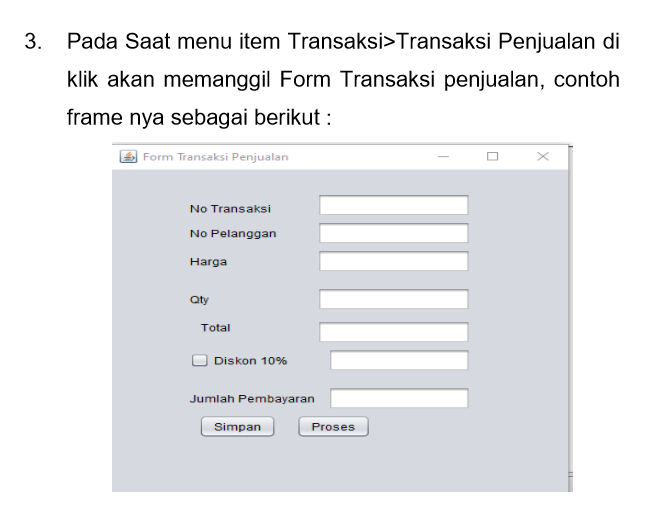 3. Pada Saat menu item Transaksi>Transaksi Penjualan di
klik akan memanggil Form Transaksi penjualan, contoh
frame nya sebagai berikut :
Form Transaksi Penjualan
No Transaksi
No Pelanggan
Harga
Qty
Total
Diskon 10%
Jumlah Pembayaran
Simpan Proses